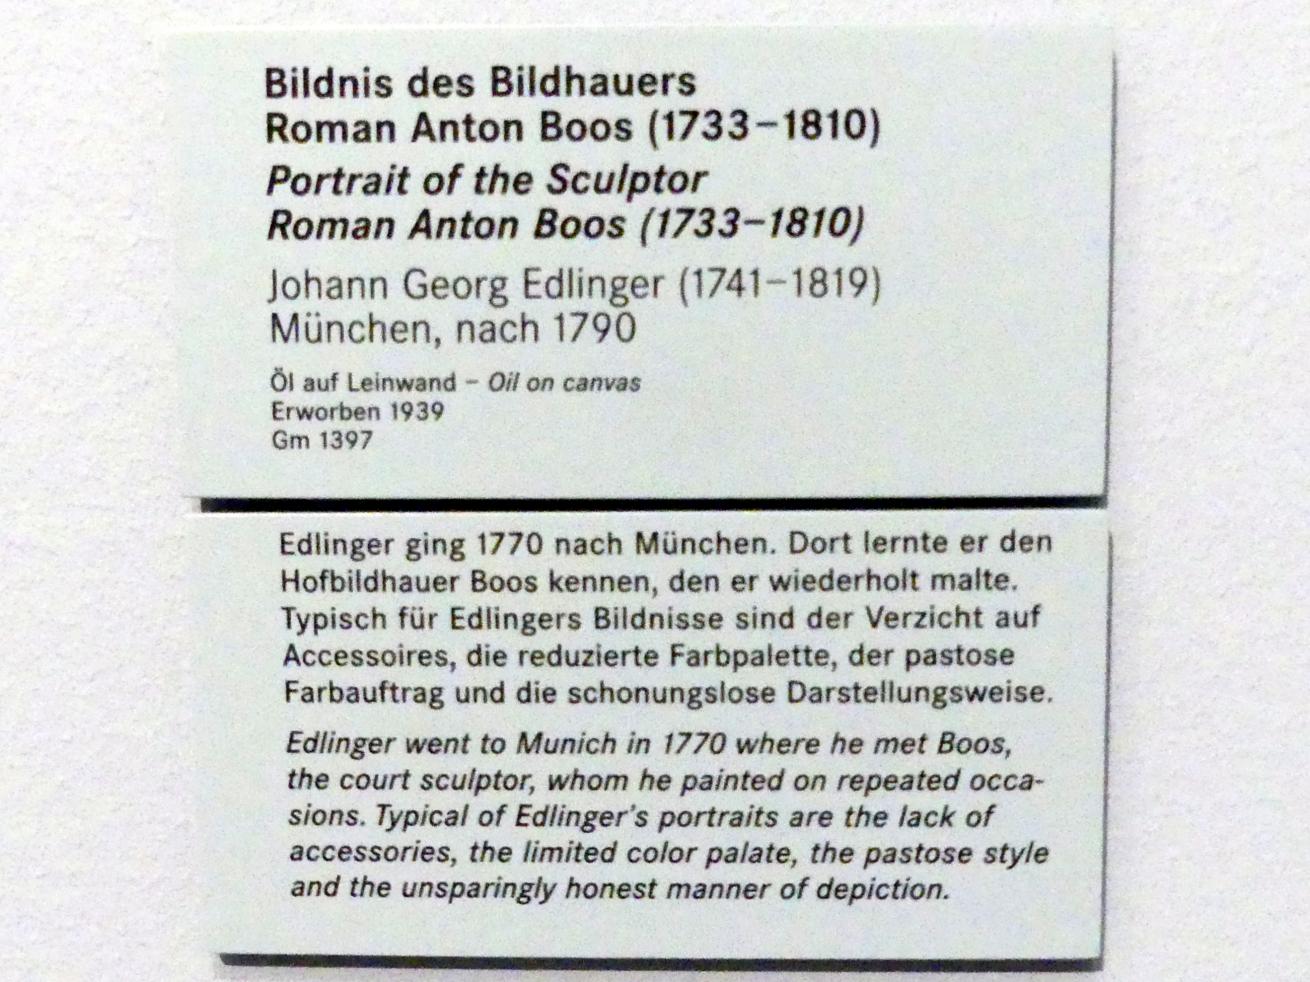 Bildnis des Bildhauers
Roman Anton Boos (1733–1810)
Portrait of the Sculptor
Roman Anton Boos (1733–1810)
Johann Georg Edlinger (1741–1819)
München, nach 1790
Öl auf Leinwand – Oil on canvas
Erworben 1939
Gm 1397
Edlinger ging 1770 nach München. Dort lernte er den
Hofbildhauer Boos kennen, den er wiederholt malte.
Typisch für Edlingers Bildnisse sind der Verzicht auf
Accessoires, die reduzierte Farbpalette, der pastose
Farbauftrag und die schonungslose Darstellungsweise.
Edlinger went to Munich in 1770 where he met Boos,
the court sculptor, whom he painted on repeated occa-
sions. Typical of Edlinger's portraits are the lack of
accessories, the limited color palate, the pastose style
and the unsparingly honest manner of depiction.